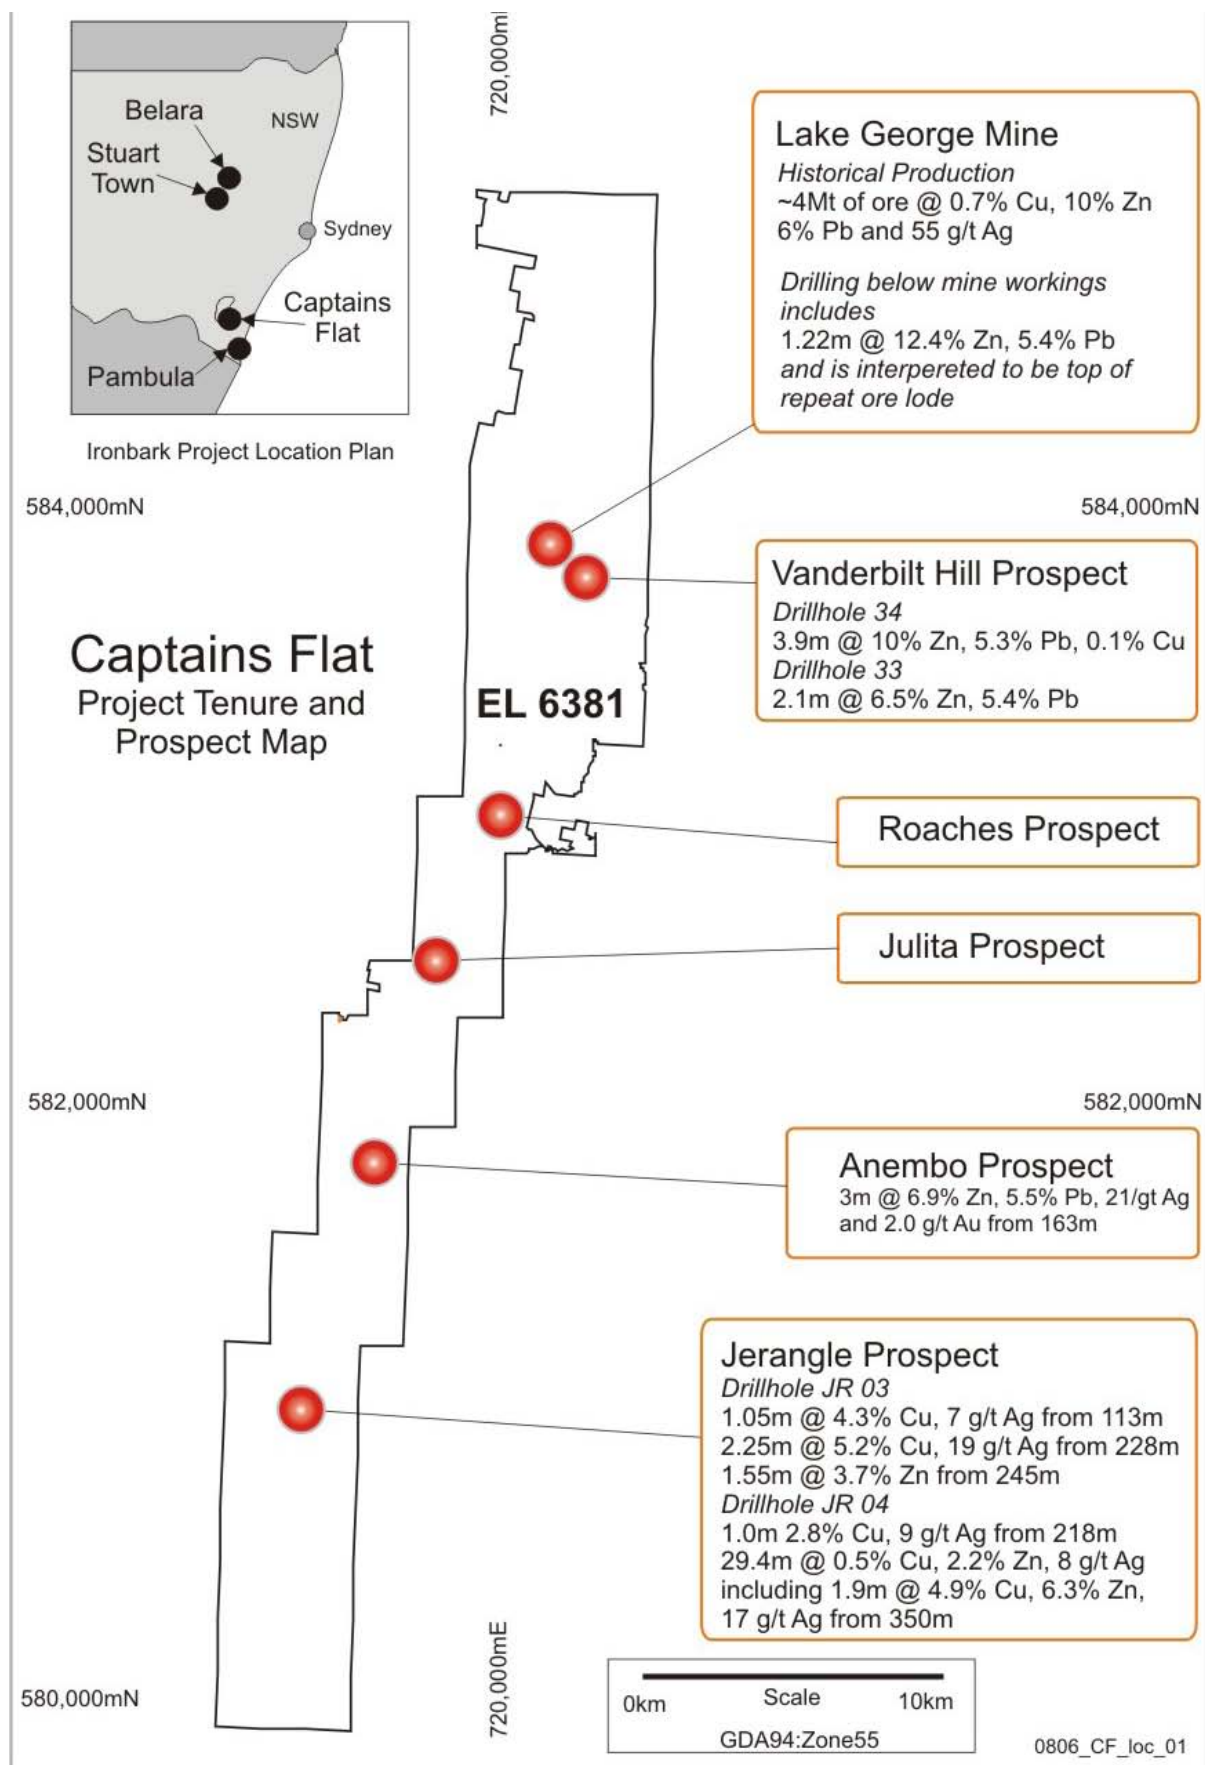 720,000mE
Belara
NSW
Stuart
Town
Sydney
Captains
Flat
Pambula
Ironbark Project Location Plan
Lake George Mine
Historical Production
~4Mt of ore @ 0.7% Cu, 10% Zn
6% Pb and 55 g/t Ag
Drilling below mine workings
includes
1.22m @ 12.4% Zn, 5.4% Pb
and is interpereted to be top of
repeat ore lode
584,000mN
584,000mN
Vanderbilt Hill Prospect
Drillhole 34
3.9m @ 10% Zn, 5.3% Pb, 0.1% Cu
Drillhole 33
2.1m @ 6.5% Zn, 5.4% Pb
Captains Flat
Project Tenure and
Prospect Map
EL 6381
Roaches Prospect
Julita Prospect
582,000mN
582,000mN
Anembo Prospect
3m @ 6.9% Zn, 5.5% Pb, 21/gt Ag
and 2.0 g/t Au from 163m
Jerangle Prospect
Drillhole JR 03
1.05m @ 4.3% Cu, 7 g/t Ag from 113m
2.25m @ 5.2% Cu, 19 g/t Ag from 228m
1.55m @ 3.7% Zn from 245m
Drillhole JR 04
1.0m 2.8% Cu, 9 g/t Ag from 218m
29.4m @ 0.5% Cu, 2.2% Zn, 8 g/t Ag
including 1.9m @ 4.9% Cu, 6.3% Zn,
17 g/t Ag from 350m
580,000mN
720,000mE
0km
Scale
10km
GDA94:Zone55
0806_CF_loc_01